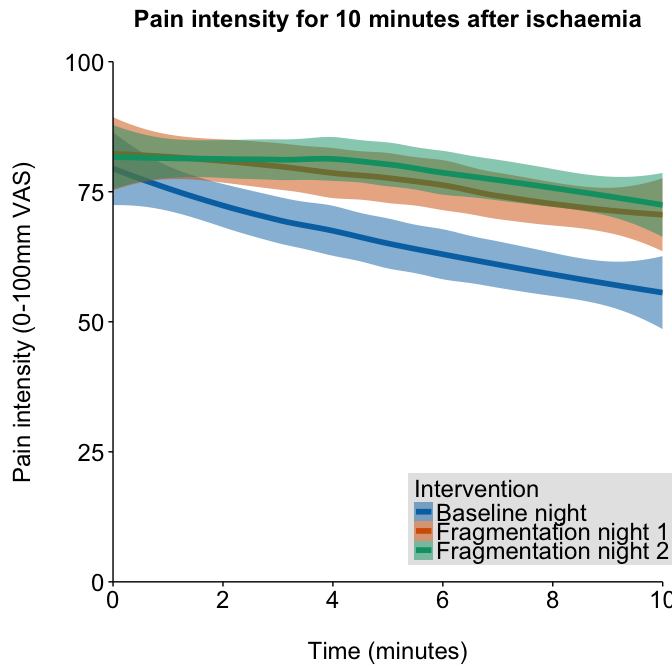 Pain intensity for 10 minutes after ischaemia
Pain intensity (0-100mm VAS)
100
75
50
25
0
Intervention
Baseline night
Fragmentation night 1
Fragmentation night 2
0 2 4 6 8 10
Time (minutes)